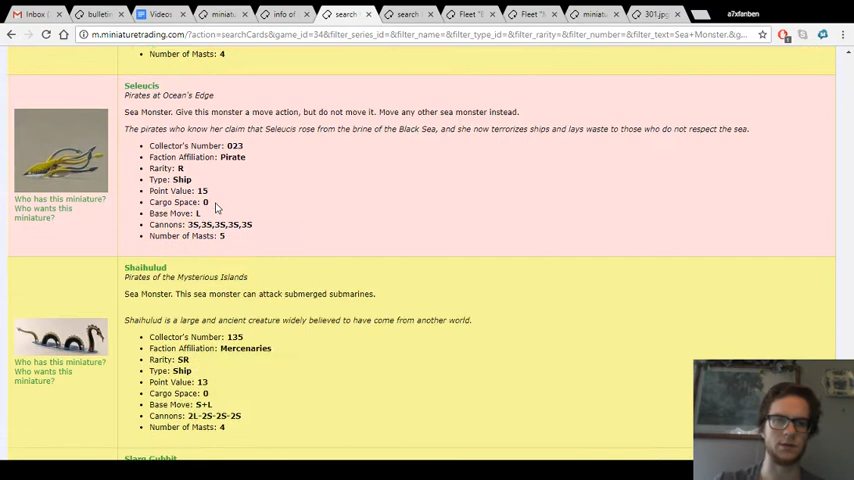 Inbox (
bulletin
Videos
miniatu
info of
search
search
Fleet "E
Fleet "I
miniatu
301.jpg
a7xfanben
m.miniaturetrading.com/?action=searchCards&game_id=34&filter_series_id=&filter_name=&filter_type_id=&filter_rarity=&filter_number=&filter_text=Sea+Monster.&g...
Number of Masts: 4
Seleucis
Pirates at Ocean's Edge
Sea Monster. Give this monster a move action, but do not move it. Move any other sea monster instead.
The pirates who know her claim that Seleucis rose from the brine of the Black Sea, and she now terrorizes ships and lays waste to those who do not respect the sea.
Collector's Number: 023
Faction Affiliation: Pirate
Rarity: R
Type: Ship
Point Value: 15
Cargo Space: 0
Base Move: L
Cannons: 3S,3S,3S,3S,3S
Number of Masts: 5
Who has this miniature?
Who wants this
miniature?
Shaihulud
Pirates of the Mysterious Islands
Sea Monster. This sea monster can attack submerged submarines.
Shaihulud is a large and ancient creature widely believed to have come from another world.
Collector's Number: 135
Faction Affiliation: Mercenaries
Rarity: SR
Type: Ship
Point Value: 13
Cargo Space: 0
Base Move: S+L
Cannons: 2L-2S-2S-2S
Number of Masts: 4
Who has this miniature?
Who wants this
miniature?